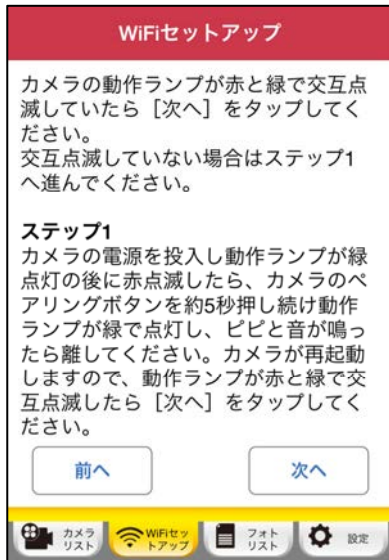 WiFiセットアップ
カメラの動作ランプが赤と緑で交互点
滅していたら［次へ］をタップしてく
ださい。
交互点滅していない場合はステップ1
へ進んでください。
ステップ1
カメラの電源を投入し動作ランプが緑
点灯の後に赤点滅したら、カメラのペ
アリングボタンを約5秒押し続け動作
ランプが緑で点灯し、ピピと音が鳴っ
たら離してください。カメラが再起動
しますので、動作ランプが赤と緑で交
互点滅したら［次へ］をタップしてく
ださい。
前へ
次へ
カメラ
リスト
WiFiセッ
トアップ
フォト
リスト
設定